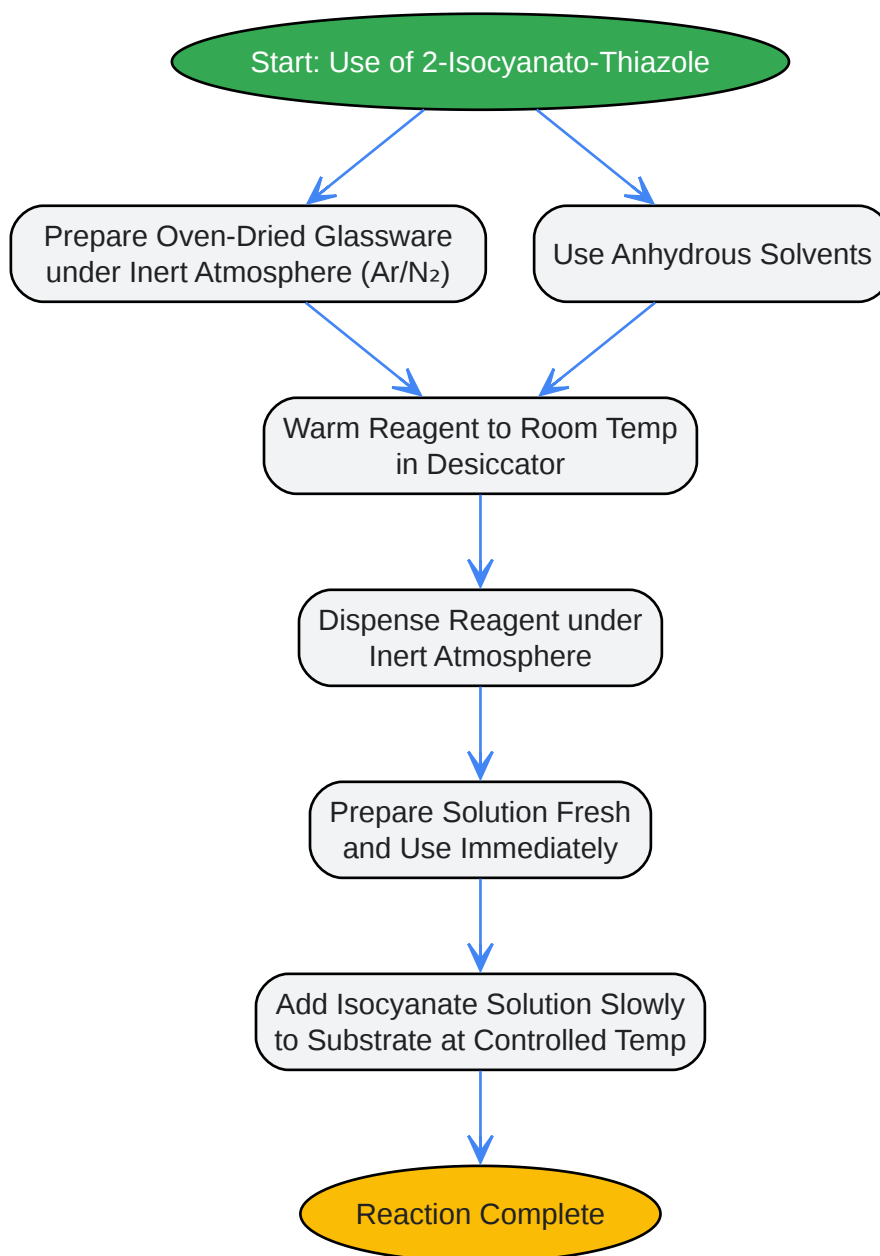 Start: Use of 2-Isocyanato-Thiazole
Prepare Oven-Dried Glassware
under Inert Atmosphere (Ar/N₂)
Use Anhydrous Solvents
Warm Reagent to Room Temp
in Desiccator
Dispense Reagent under
Inert Atmosphere
Prepare Solution Fresh
and Use Immediately
Add Isocyanate Solution Slowly
to Substrate at Controlled Temp
Reaction Complete